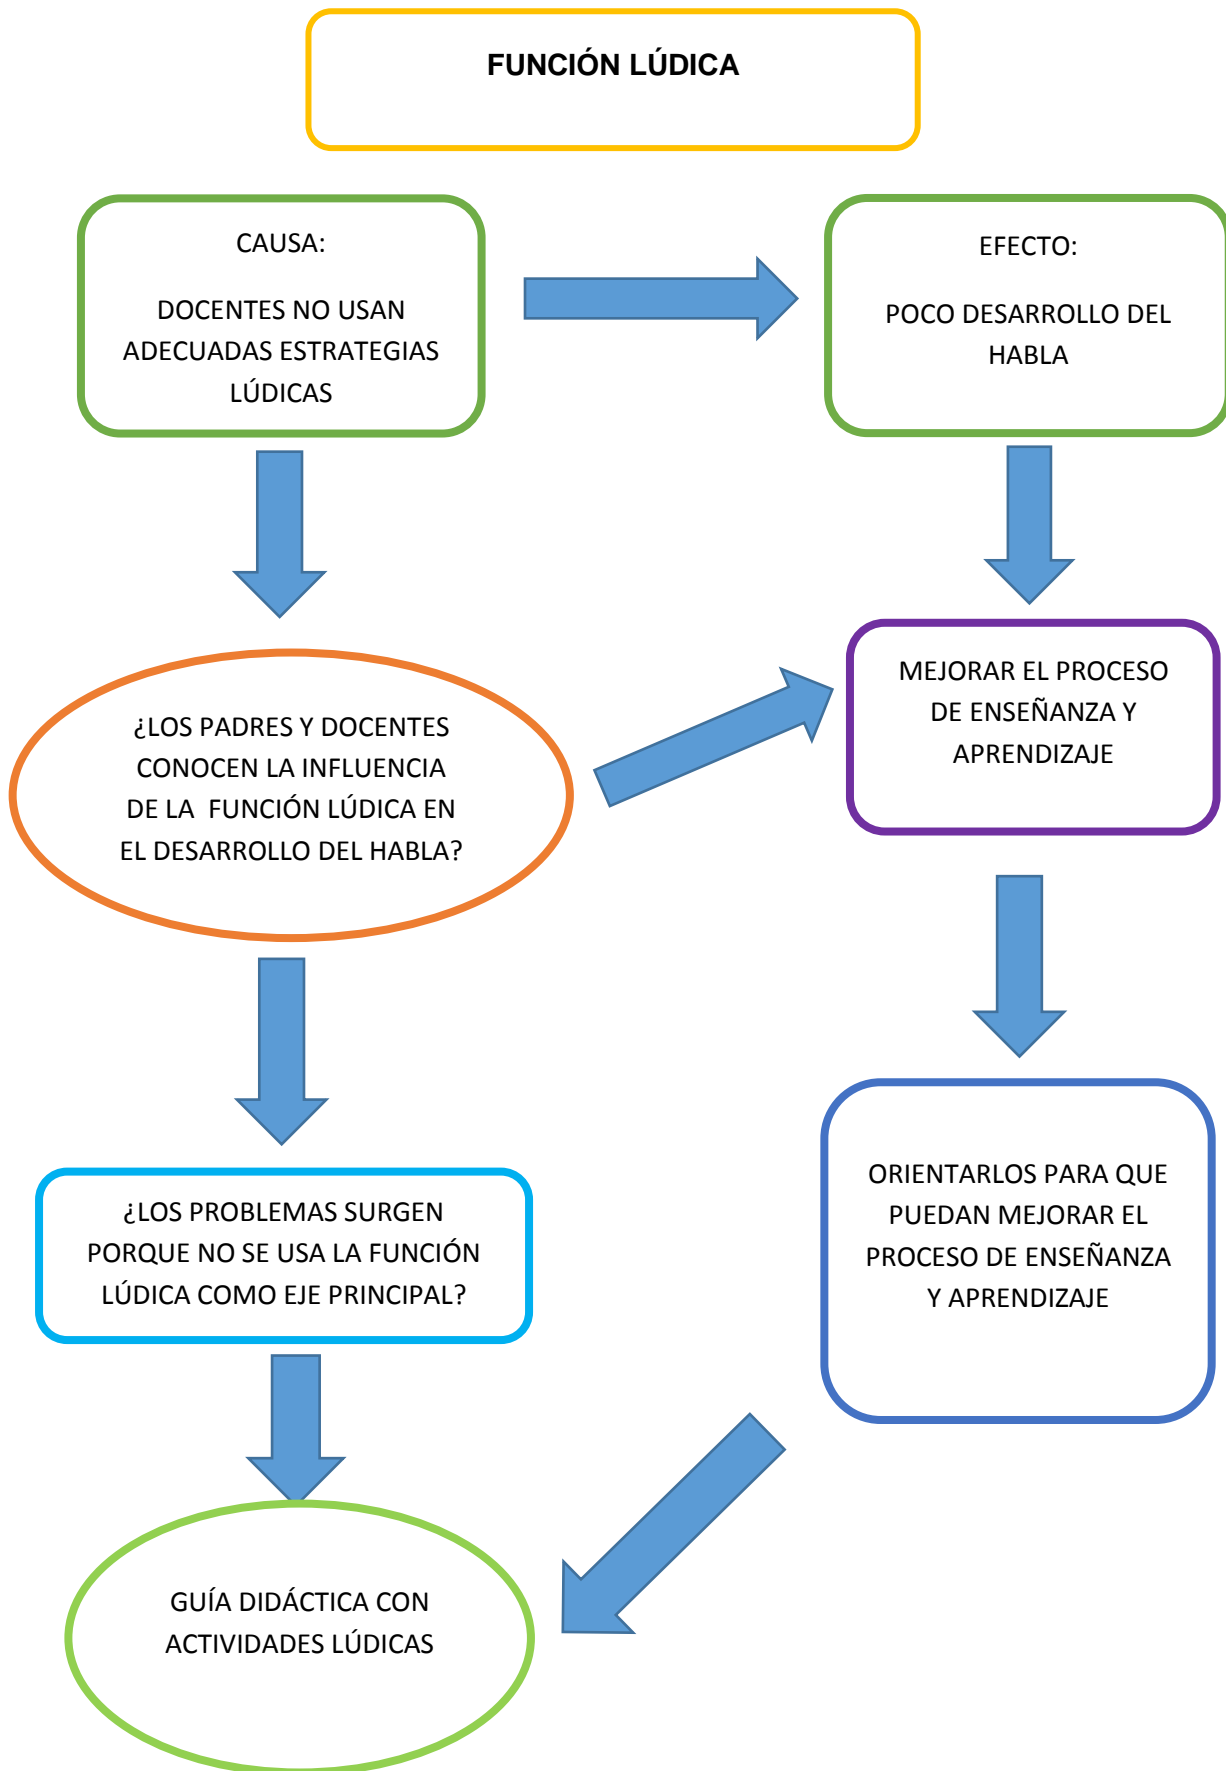 FUNCIÓN LÚDICA
CAUSA:
DOCENTES NO USAN
ADECUADAS ESTRATEGIAS
LÚDICAS
EFECTO:
POCO DESARROLLO DEL
HABLA
¿LOS PADRES Y DOCENTES
CONOCEN LA INFLUENCIA
DE LA FUNCIÓN LÚDICA EN
EL DESARROLLO DEL HABLA?
MEJORAR EL PROCESO
DE ENSEÑANZA Y
APRENDIZAJE
¿LOS PROBLEMAS SURGEN
PORQUE NO SE USA LA FUNCIÓN
LÚDICA COMO EJE PRINCIPAL?
ORIENTARLOS PARA QUE
PUEDAN MEJORAR EL
PROCESO DE ENSEÑANZA
Y APRENDIZAJE
GUÍA DIDÁCTICA CON
ACTIVIDADES LÚDICAS